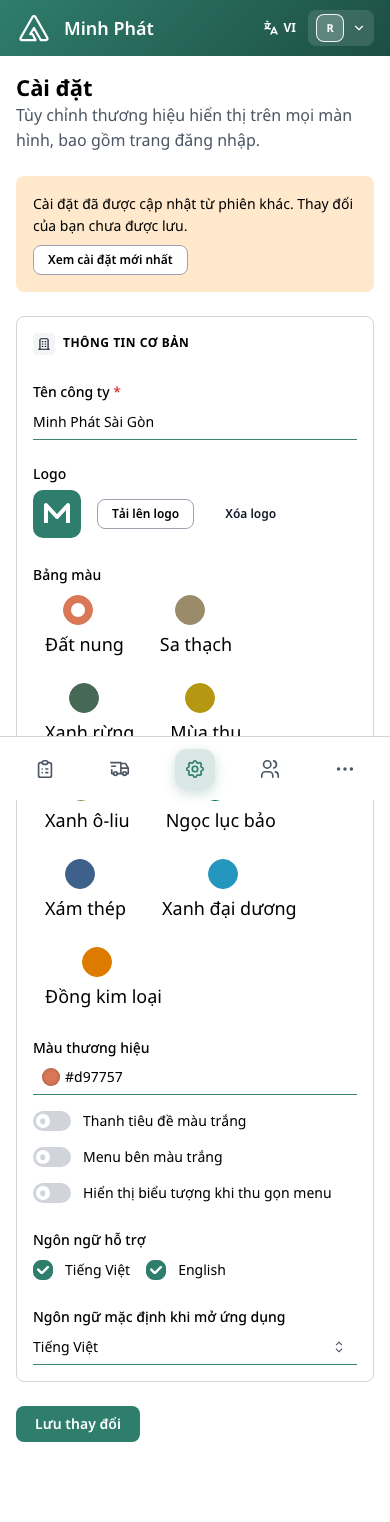 Minh Phát
VI
R
Cài đặt
Tùy chỉnh thương hiệu hiển thị trên mọi màn
hình, bao gồm trang đăng nhập.
Cài đặt đã được cập nhật từ phiên khác. Thay đổi
của bạn chưa được lưu.
Xem cài đặt mới nhất
THÔNG TIN CƠ BẢN
Tên công ty *
Minh Phát Sài Gòn
Logo
M
Tải lên logo
Xóa logo
Bảng màu
Đất nung
Sa thạch
Xanh rừng
Mùa thu
Xanh ô-liu
Ngọc lục bảo
Xám thép
Xanh đại dương
Đồng kim loại
Màu thương hiệu
#d97757
Thanh tiêu đề màu trắng
Menu bên màu trắng
Hiển thị biểu tượng khi thu gọn menu
Ngôn ngữ hỗ trợ
Tiếng Việt
English
Ngôn ngữ mặc định khi mở ứng dụng
Tiếng Việt
Lưu thay đổi